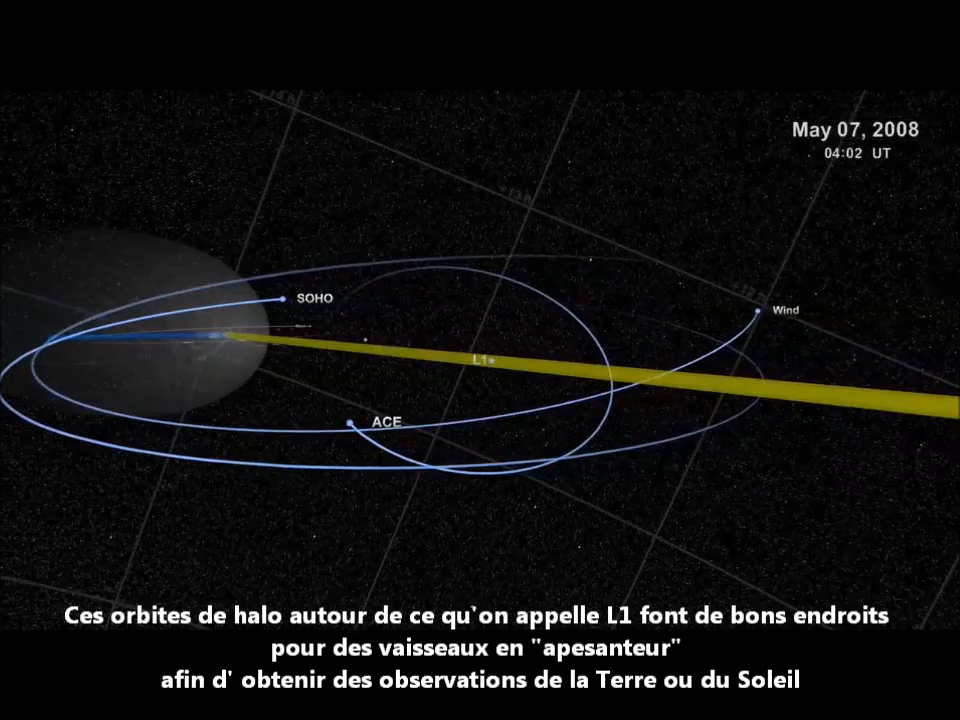 May 07, 2008
04:02 UT
SOHO
Wind
L1
ACE
Ces orbites de halo autour de ce qu'on appelle L1 font de bons endroits
pour des vaisseaux en "apesanteur"
afin d' obtenir des observations de la Terre ou du Soleil